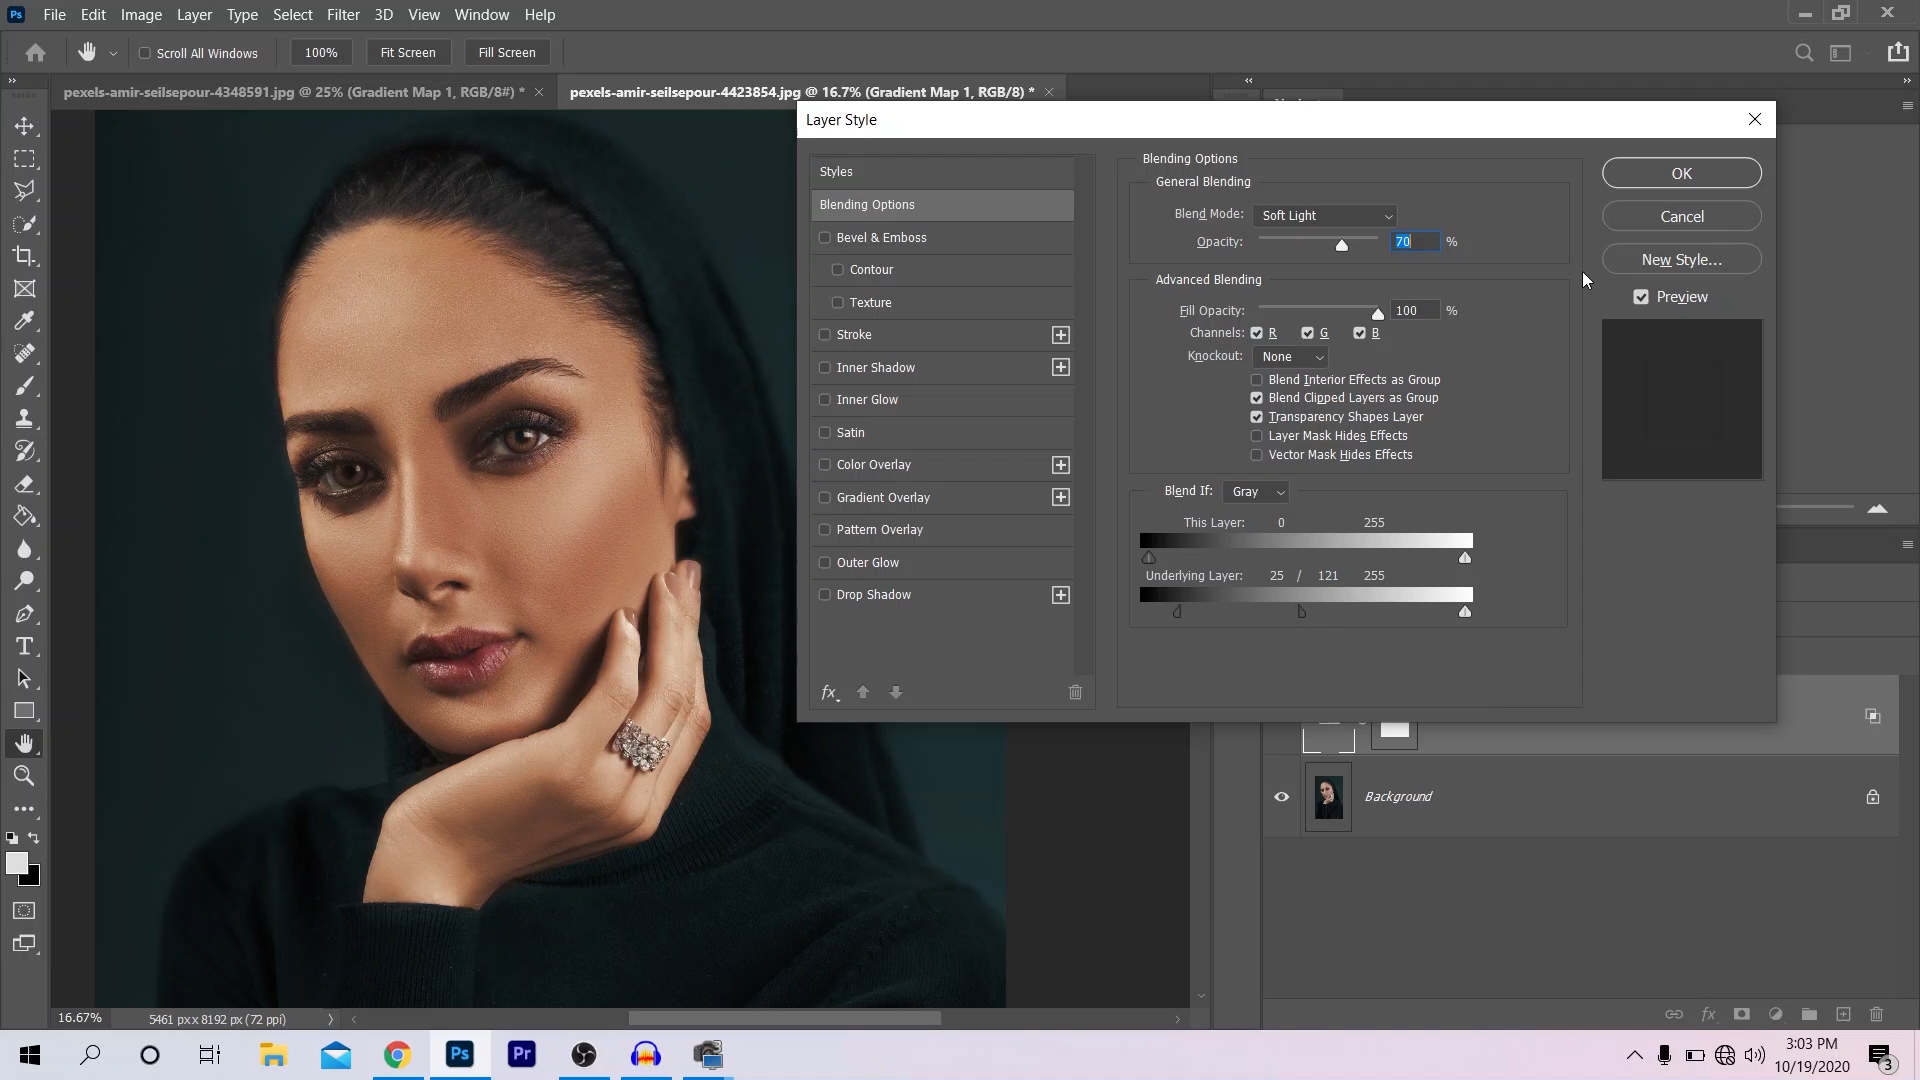 Ps File Edit Image Layer Type Select Filter 3D View Window Help
Scroll All Windows 100% Fit Screen Fill Screen
pexels-amir-seilsepour-4348591.jpg @ 25% (Gradient Map 1, RGB/8#) * × pexels-amir-seilsepour-4423854.jpg @ 16.7% (Gradient Map 1, RGB/8) * ×
Layer Style
Styles
Blending Options
Bevel & Emboss
Contour
Texture
Stroke
Inner Shadow
Inner Glow
Satin
Color Overlay
Gradient Overlay
Pattern Overlay
Outer Glow
Drop Shadow
fx
Blending Options
General Blending
Blend Mode: Soft Light
Opacity: 70 %
Advanced Blending
Fill Opacity: 100 %
Channels: R G B
Knockout: None
Blend Interior Effects as Group
Blend Clipped Layers as Group
Transparency Shapes Layer
Layer Mask Hides Effects
Vector Mask Hides Effects
Blend If: Gray
This Layer: 0 255
Underlying Layer: 25 / 121 255
OK
Cancel
New Style...
Preview
Background
fx
16.67% 5461 px x 8192 px (72 ppi)
Ps Pr
3:03 PM
10/19/2020
3